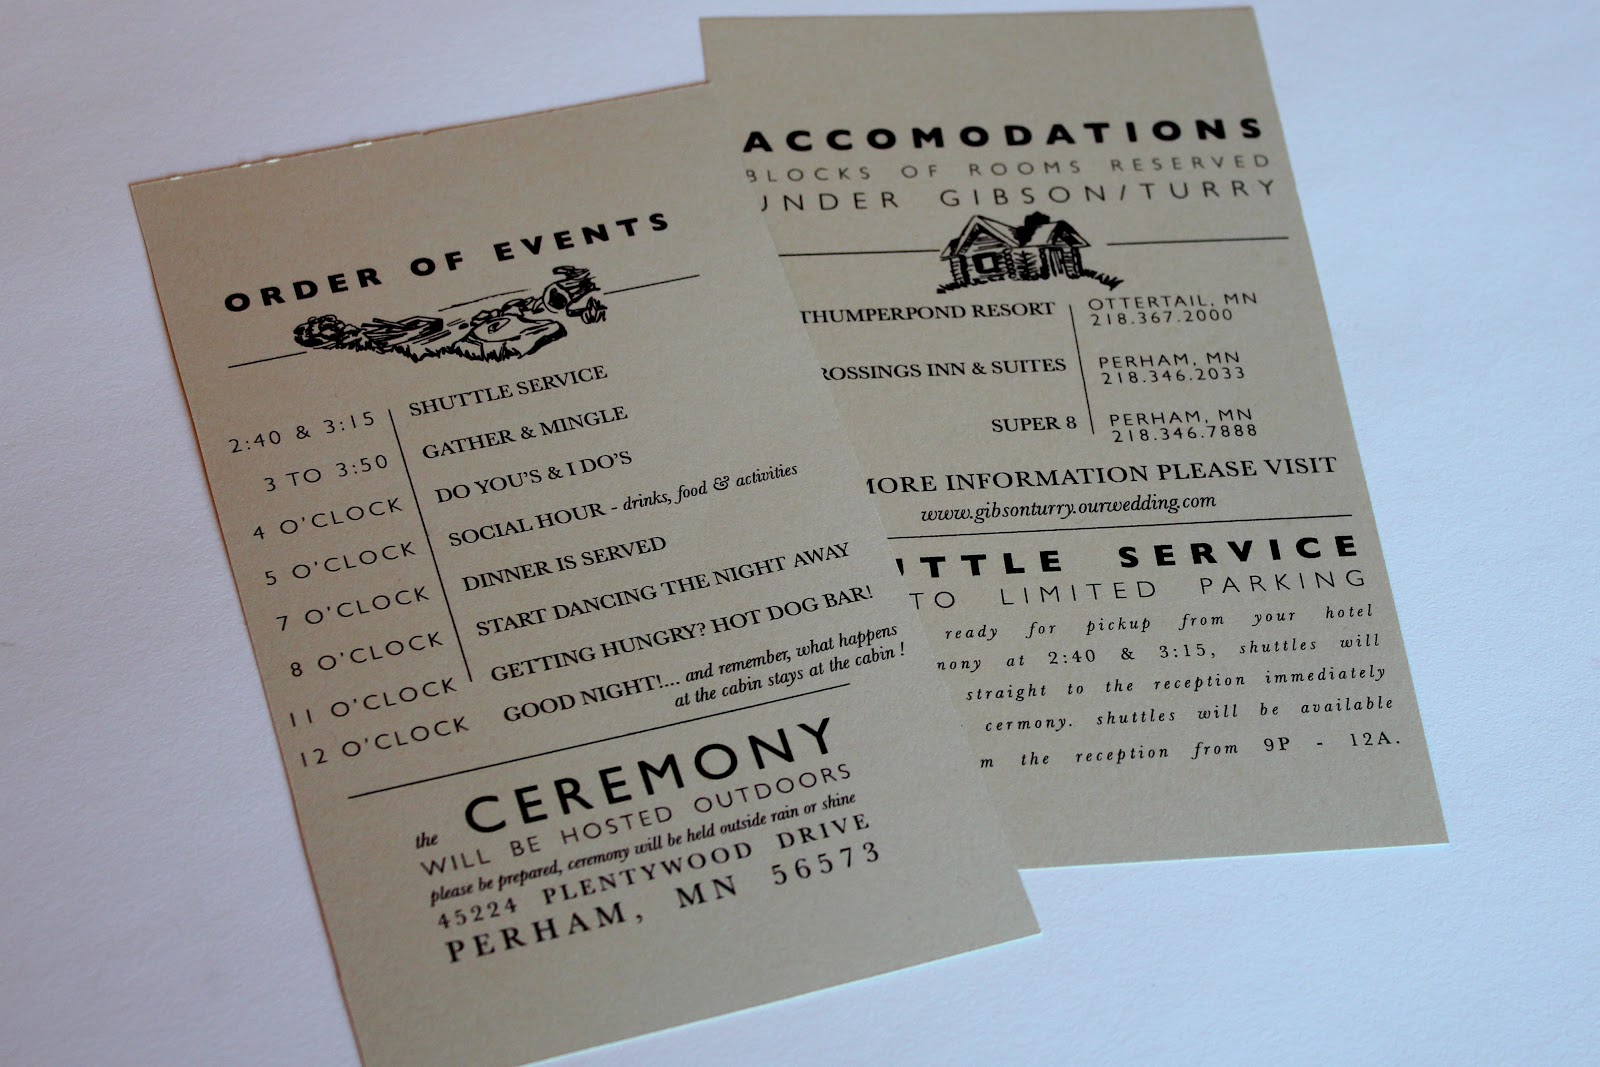 ORDER OF EVENTS
2:40 & 3:15 SHUTTLE SERVICE
3 TO 3:50 GATHER & MINGLE
4 O'CLOCK DO YOU'S & I DO'S
5 O'CLOCK SOCIAL HOUR - drinks, food & activities
7 O'CLOCK DINNER IS SERVED
8 O'CLOCK START DANCING THE NIGHT AWAY
11 O'CLOCK GETTING HUNGRY? HOT DOG BAR!
12 O'CLOCK GOOD NIGHT!... and remember, what happens
at the cabin stays at the cabin !
the CEREMONY
WILL BE HOSTED OUTDOORS
please be prepared, ceremony will be held outside rain or shine
45224 PLENTYWOOD DRIVE
PERHAM, MN 56573
ACCOMODATIONS
BLOCKS OF ROOMS RESERVED
UNDER GIBSON/TURRY
THUMPERPOND RESORT OTTERTAIL, MN
218.367.2000
ROSSINGS INN & SUITES PERHAM, MN
218.346.2033
SUPER 8 PERHAM, MN
218.346.7888
MORE INFORMATION PLEASE VISIT
www.gibsonturry.ourwedding.com
TTLE SERVICE
TO LIMITED PARKING
ready for pickup from your hotel
mony at 2:40 & 3:15, shuttles will
straight to the reception immediately
cermony. shuttles will be available
m the reception from 9P - 12A.